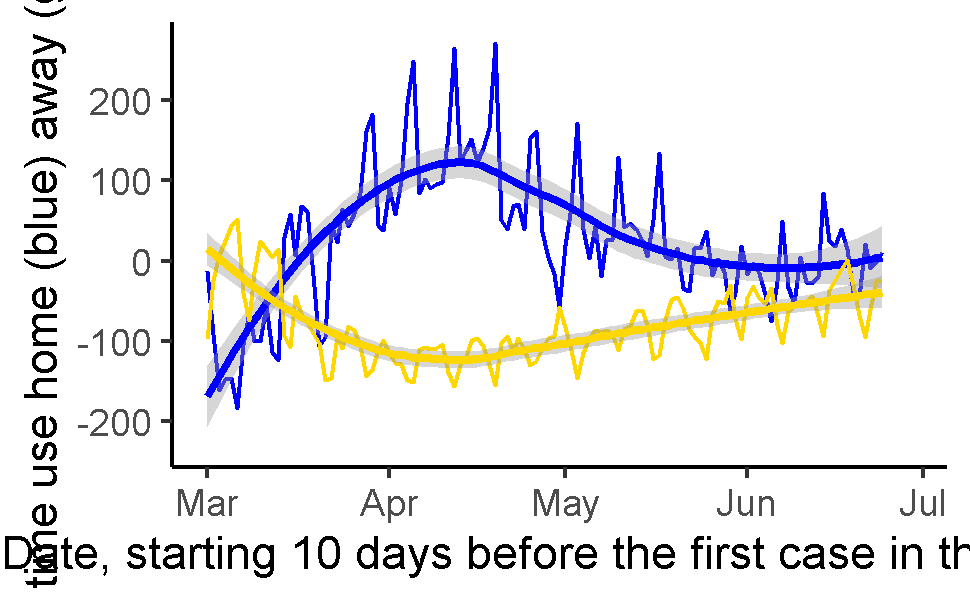 time use home (blue) away (
200
100
0
-100
-200
Mar Apr May Jun Jul
Date, starting 10 days before the first case in th